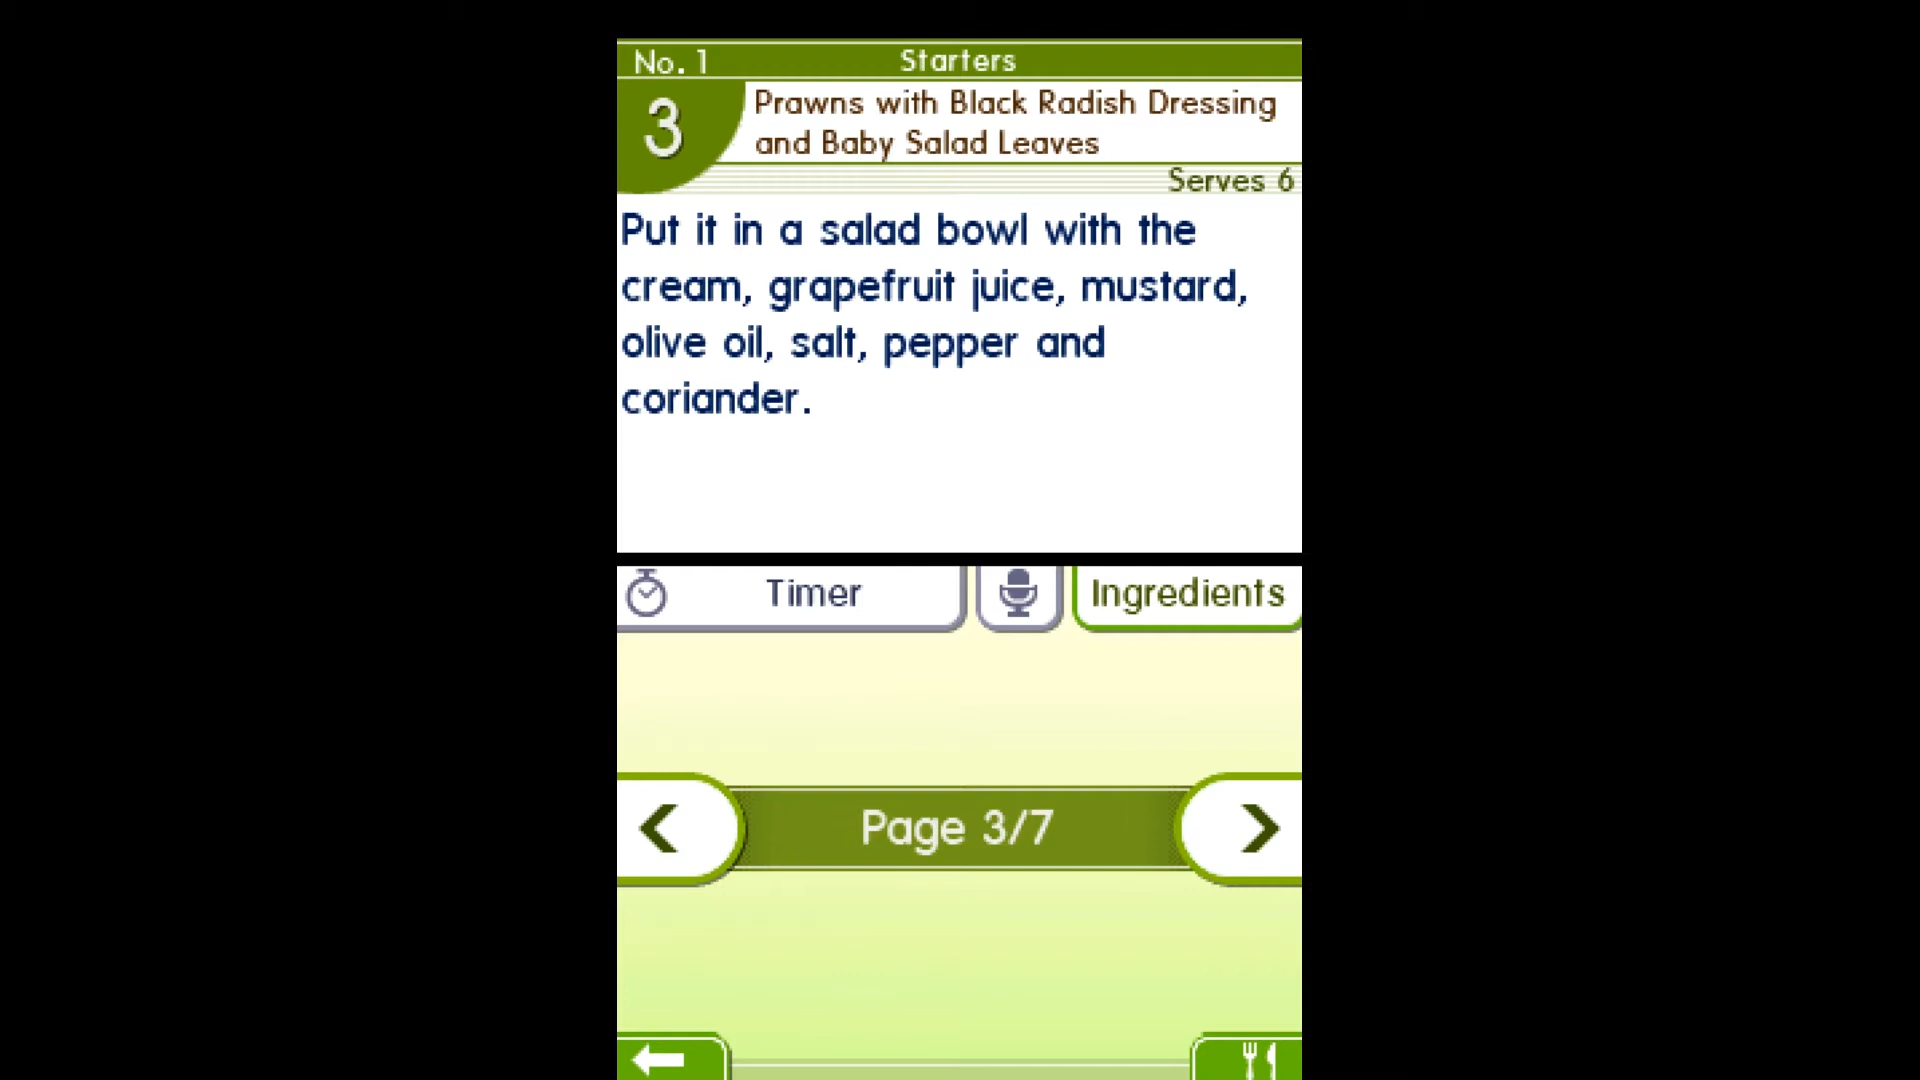 No. 1 Starters
3
Prawns with Black Radish Dressing
and Baby Salad Leaves
Serves 6
Put it in a salad bowl with the
cream, grapefruit juice, mustard,
olive oil, salt, pepper and
coriander.
Timer
Ingredients
Page 3/7